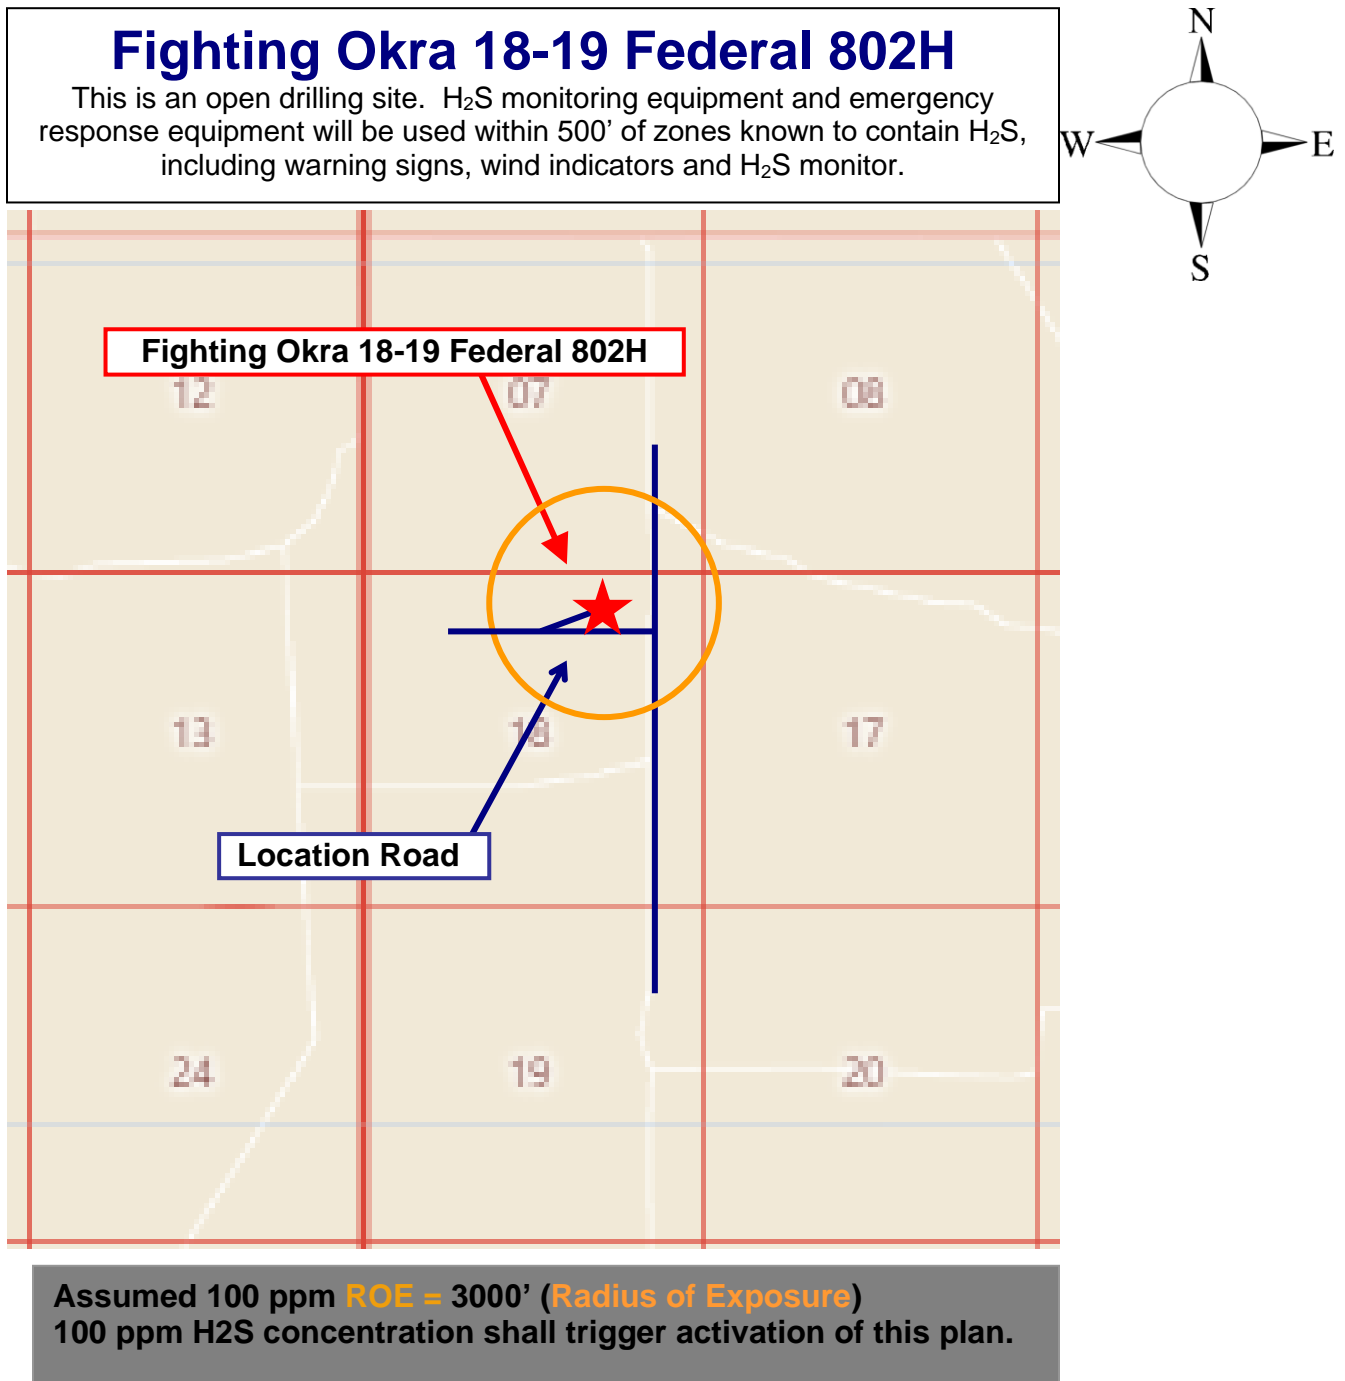 Fighting Okra 18-19 Federal 802H
This is an open drilling site. H₂S monitoring equipment and emergency
response equipment will be used within 500’ of zones known to contain H₂S,
including warning signs, wind indicators and H₂S monitor.
N
W
E
S
Fighting Okra 18-19 Federal 802H
12
07
08
13
18
17
Location Road
24
19
20
Assumed 100 ppm ROE = 3000’ (Radius of Exposure)
100 ppm H2S concentration shall trigger activation of this plan.